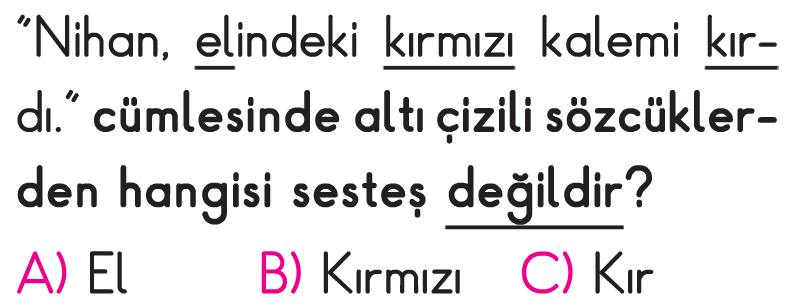 "Nihan, elindeki kırmızı kalemi kır-
dı." cümlesinde altı çizili sözcükler-
den hangisi sesteş değildir?
A) El B) Kırmızı C) Kır